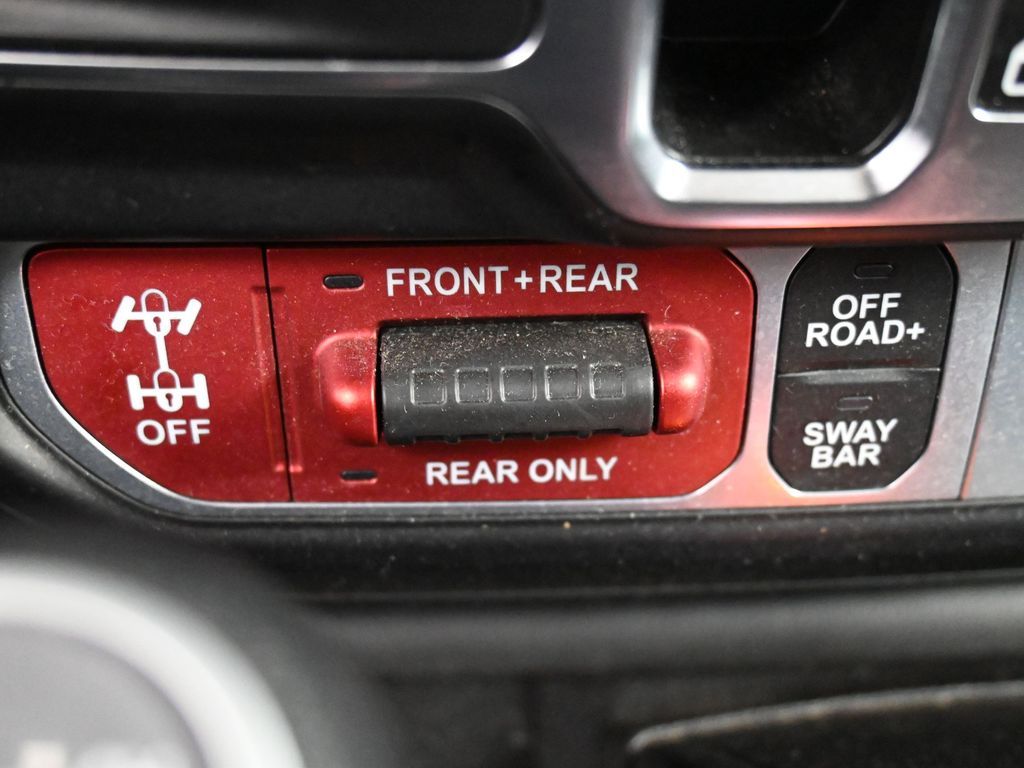 FRONT+REAR
OFF
REAR ONLY
OFF
ROAD+
SWAY
BAR